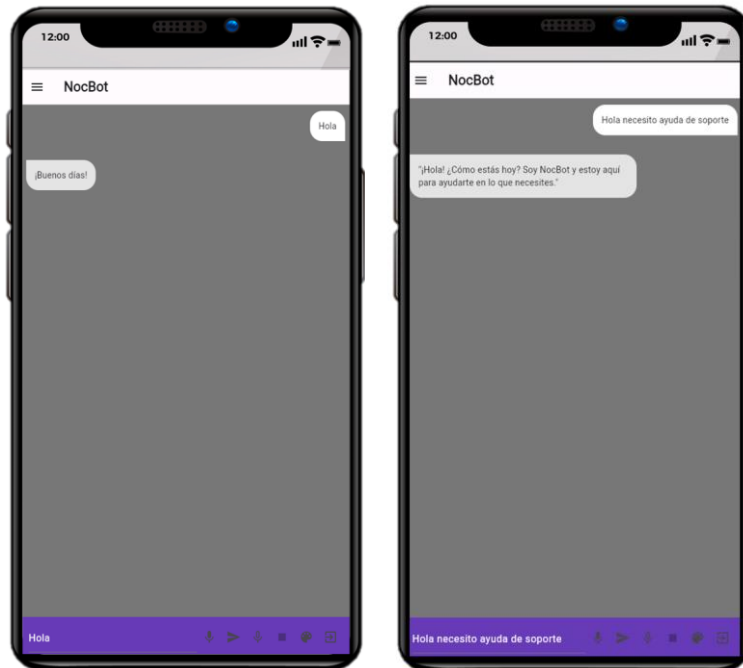 12:00
NocBot
Hola
¡Buenos días!
Hola
12:00
NocBot
Hola necesito ayuda de soporte
"¡Hola! ¿Cómo estás hoy? Soy NocBot y estoy aquí
para ayudarte en lo que necesites."
Hola necesito ayuda de soporte